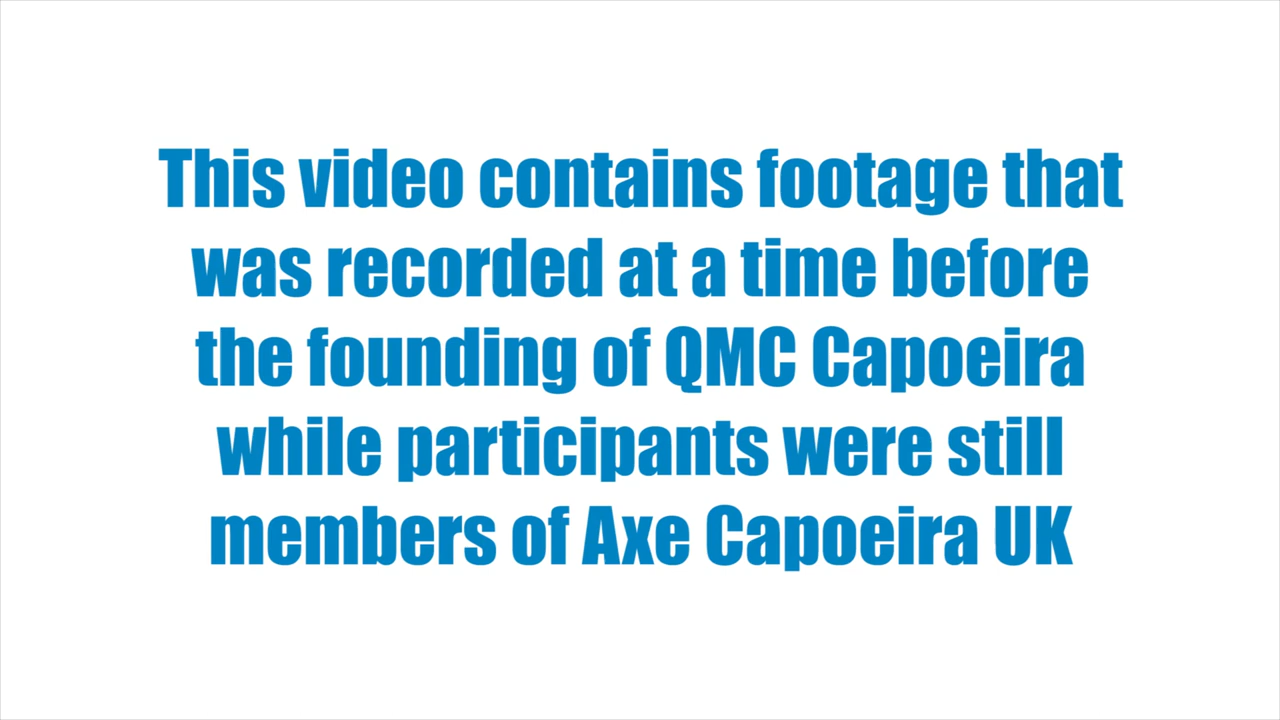 This video contains footage that
was recorded at a time before
the founding of QMC Capoeira
while participants were still
members of Axe Capoeira UK